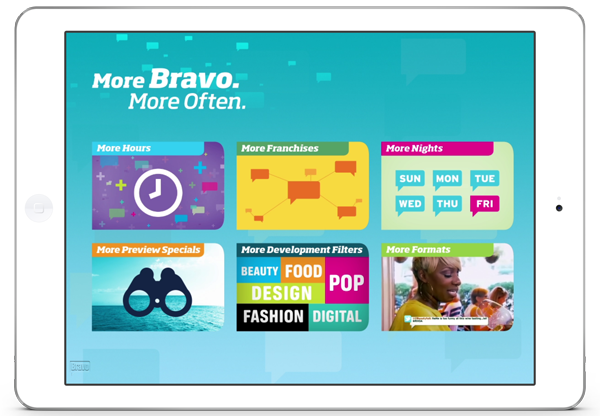 More Bravo.
More Often.
More Hours
More Franchises
More Nights
SUN MON TUE
WED THU FRI
More Preview Specials
More Development Filters
More Formats
BEAUTY FOOD
POP
DESIGN
FASHION DIGITAL
Bravo